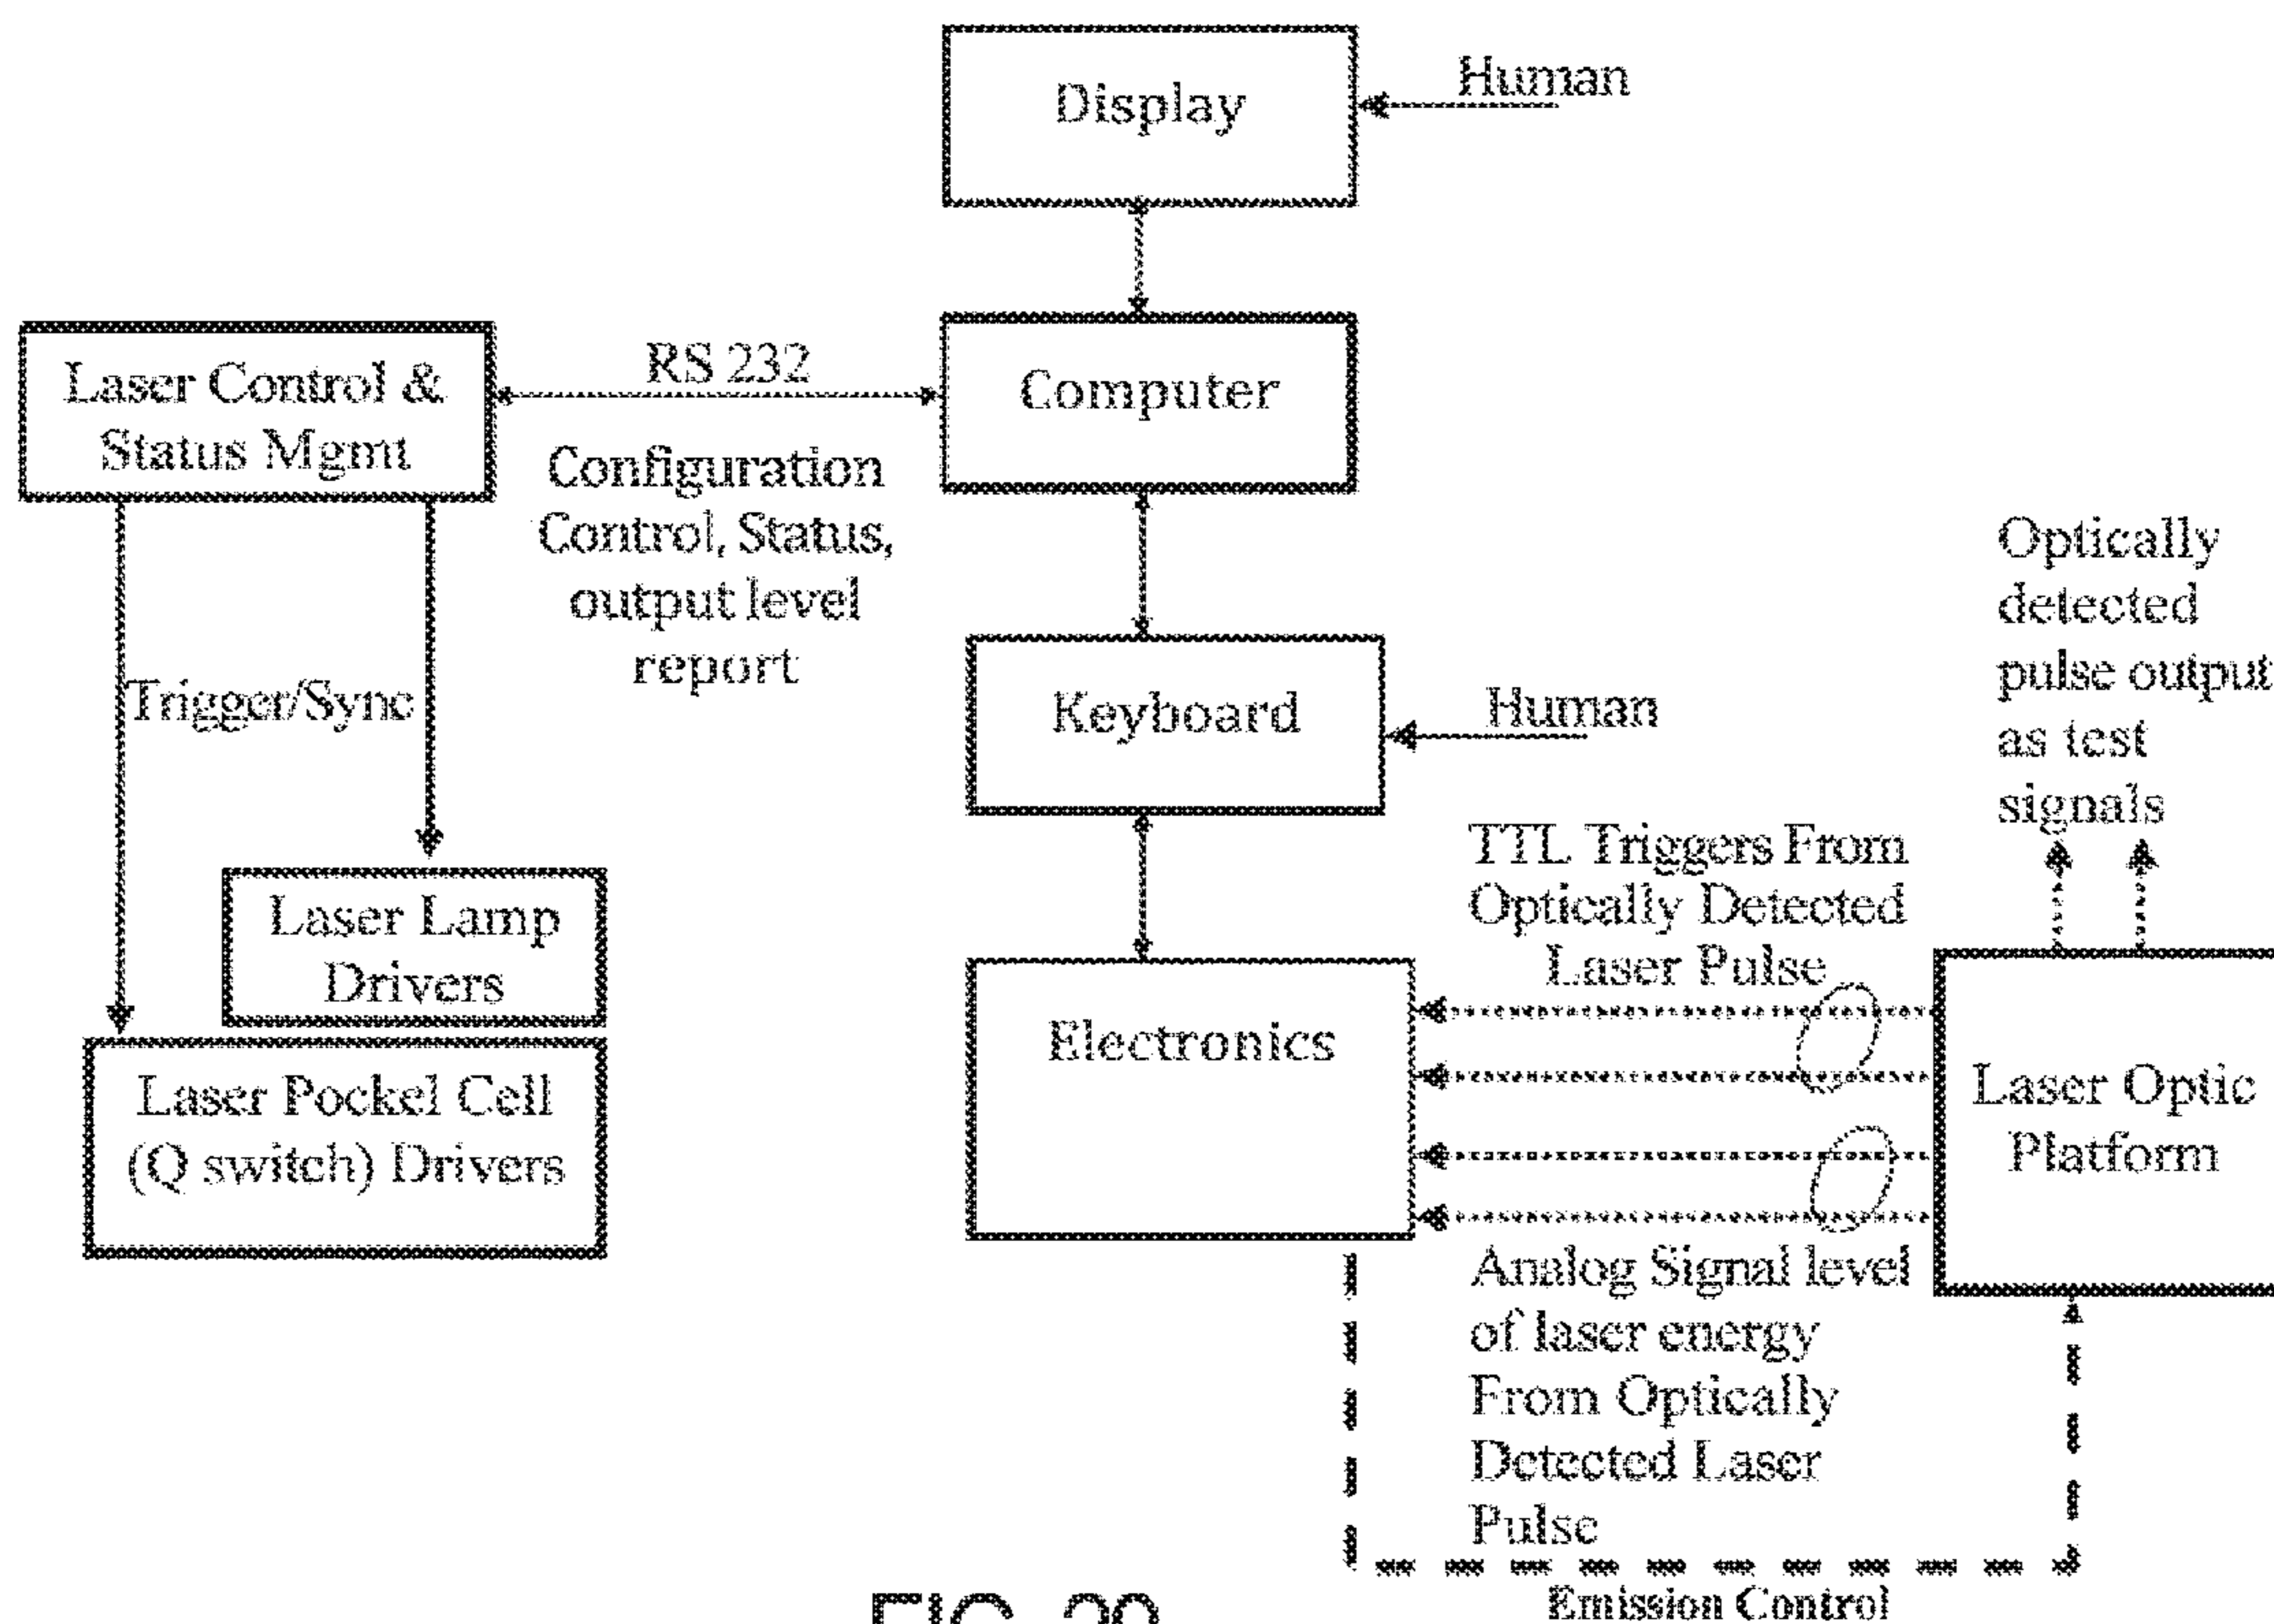 Display
Human
Laser Control &
Status Mgmt
RS 232
Configuration
Control, Status,
output level
report
Computer
Trigger/Sync
Keyboard
Human
Optically
detected
pulse output
as test
signals
Laser Lamp
Drivers
Laser Pockel Cell
(Q switch) Drivers
Electronics
TTL Triggers From
Optically Detected
Laser Pulse
Laser Optic
Platform
Analog Signal level
of laser energy
From Optically
Detected Laser
Pulse
Emission Control